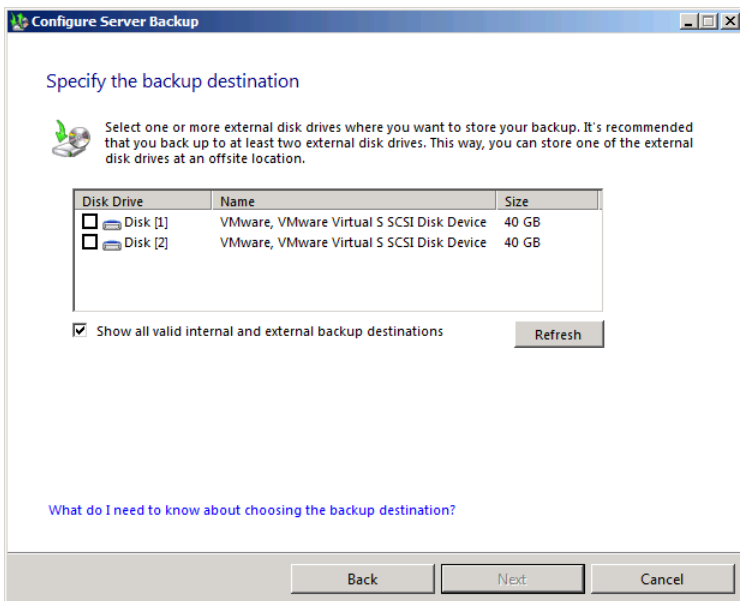 Configure Server Backup
Specify the backup destination
Select one or more external disk drives where you want to store your backup. It's recommended
that you back up to at least two external disk drives. This way, you can store one of the external
disk drives at an offsite location.
Disk Drive Name Size
Disk [1] VMware, VMware Virtual S SCSI Disk Device 40 GB
Disk [2] VMware, VMware Virtual S SCSI Disk Device 40 GB
Show all valid internal and external backup destinations
Refresh
What do I need to know about choosing the backup destination?
Back Next Cancel